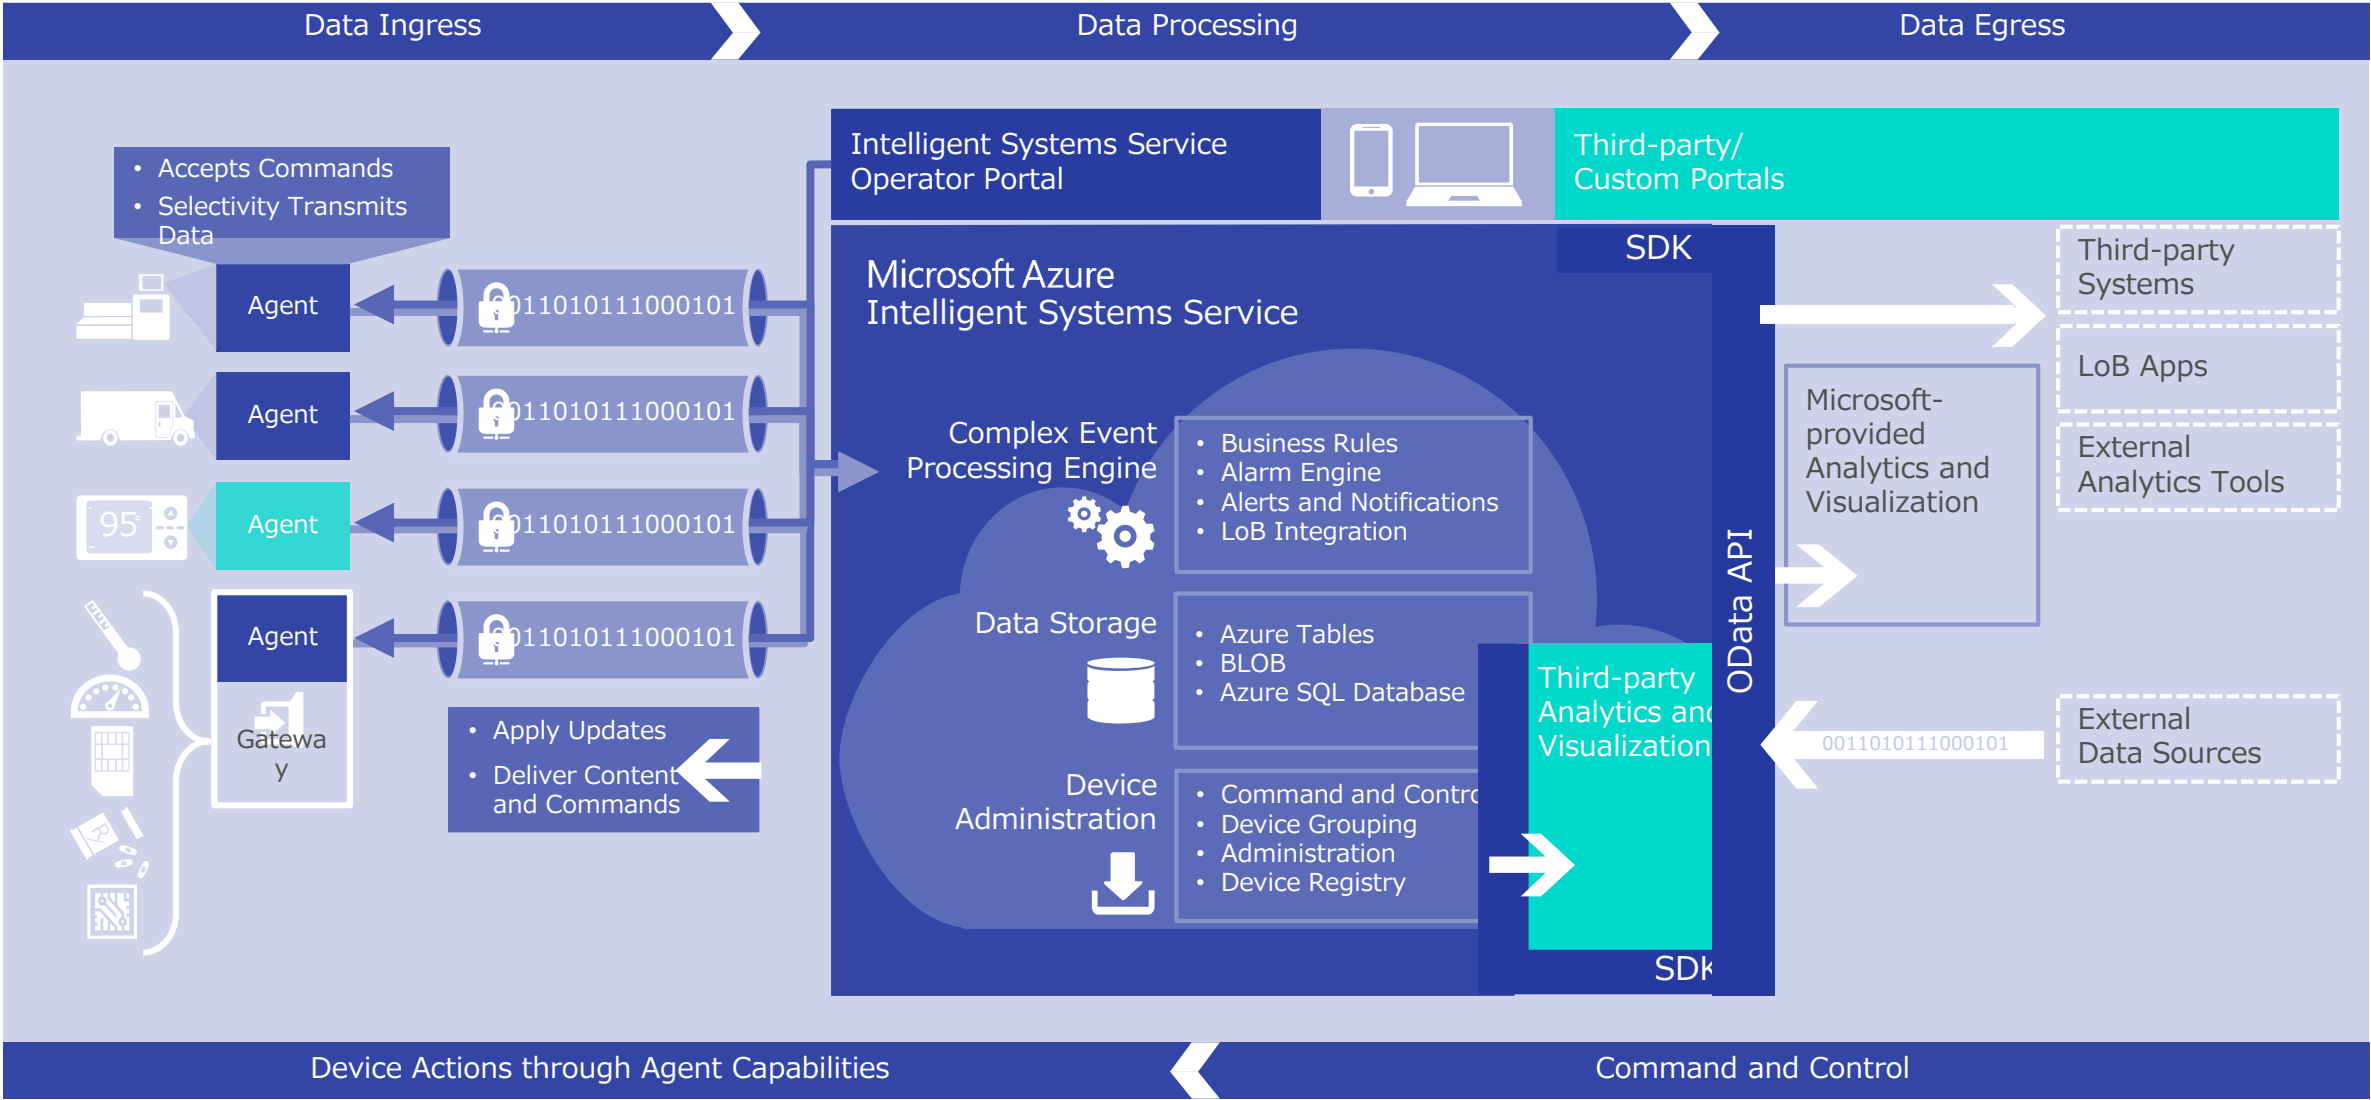 Data Ingress
Data Processing
Data Egress
• Accepts Commands
• Selectivity Transmits
Data
Agent
0011010111000101
Agent
0011010111000101
95°
Agent
0011010111000101
Agent
0011010111000101
Gatewa
y
Rx
• Apply Updates
• Deliver Content
and Commands
Intelligent Systems Service
Operator Portal
Third-party/
Custom Portals
SDK
Microsoft Azure
Intelligent Systems Service
Complex Event
Processing Engine
• Business Rules
• Alarm Engine
• Alerts and Notifications
• LoB Integration
Data Storage
• Azure Tables
• BLOB
• Azure SQL Database
Device
Administration
• Command and Contro
• Device Grouping
• Administration
• Device Registry
Third-party
Analytics and
Visualization
SDK
OData API
Microsoft-
provided
Analytics and
Visualization
Third-party
Systems
LoB Apps
External
Analytics Tools
0011010111000101
External
Data Sources
Device Actions through Agent Capabilities
Command and Control